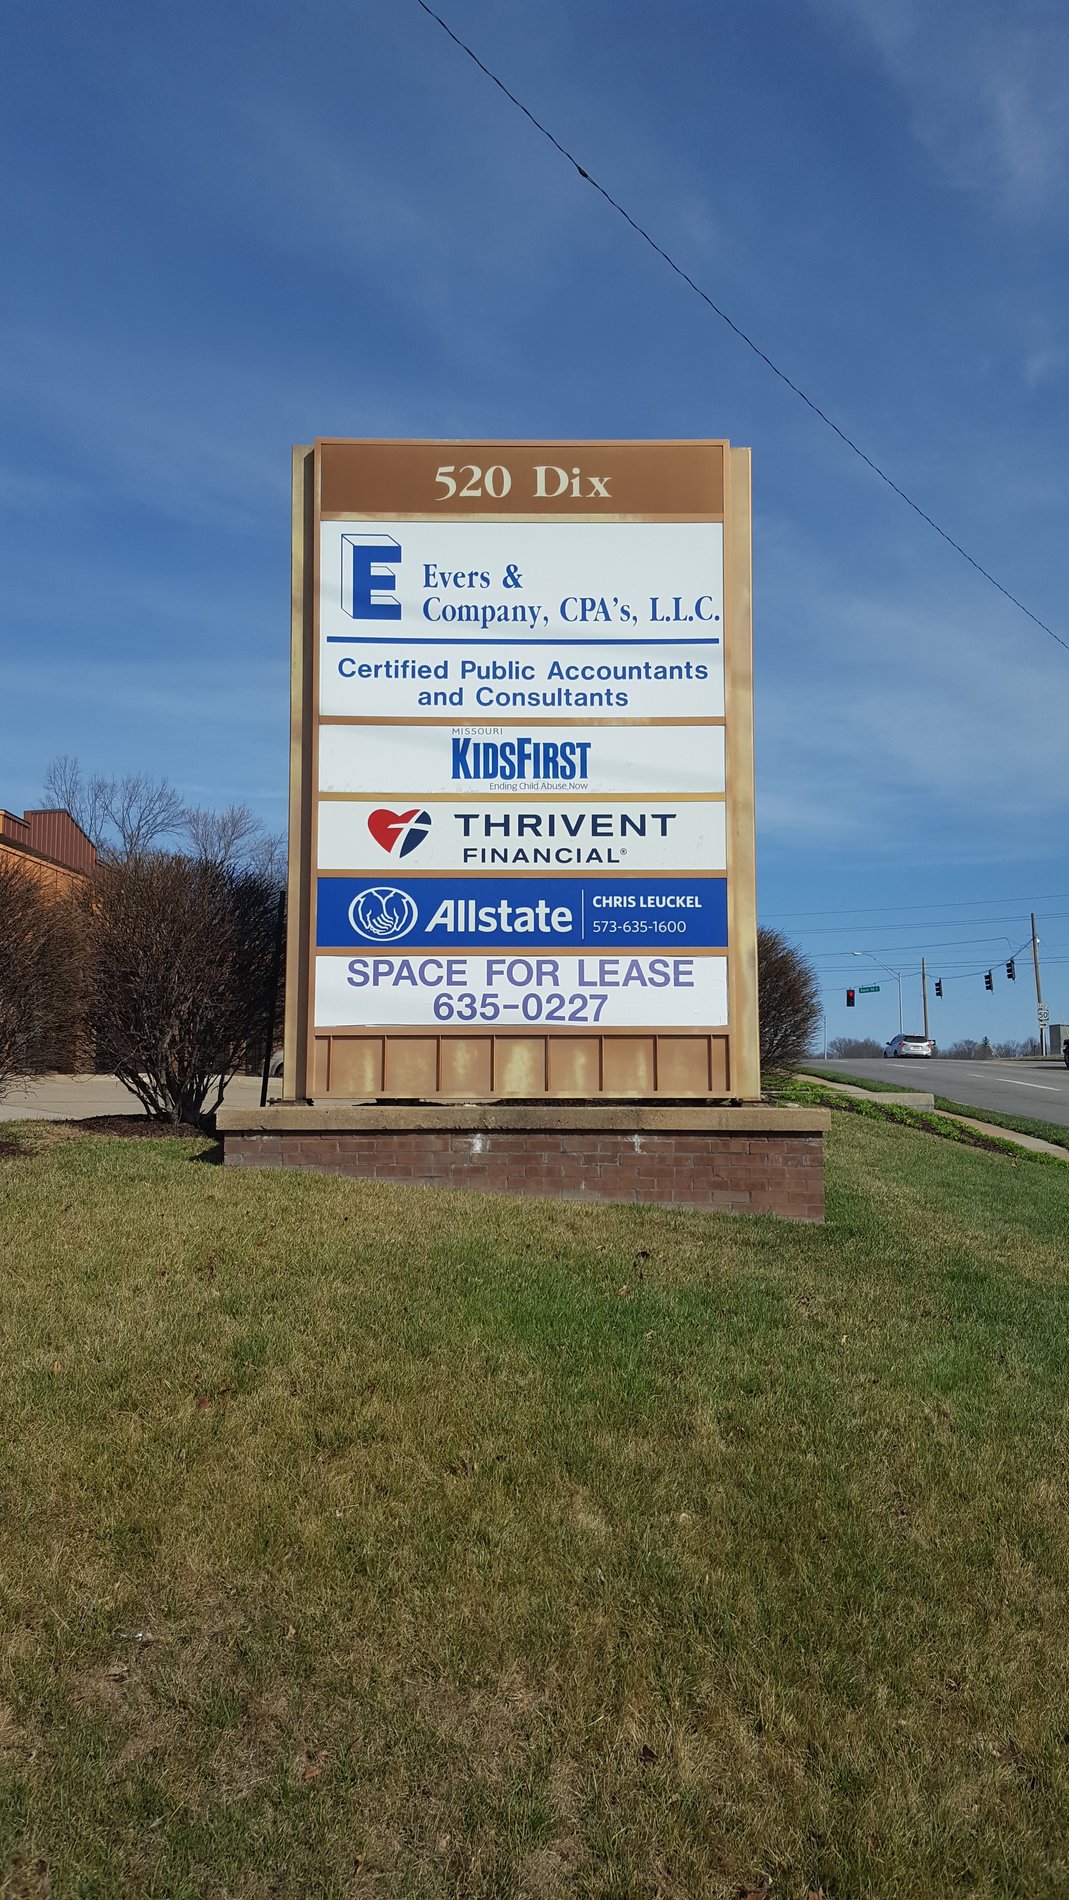 520 Dix
E
Evers &
Company, CPA's, L.L.C.
Certified Public Accountants
and Consultants
MISSOURI
KIDSFIRST
Ending Child Abuse Now
THRIVENT
FINANCIAL®
Allstate
CHRIS LEUCKEL
573-635-1600
SPACE FOR LEASE
635-0227
50